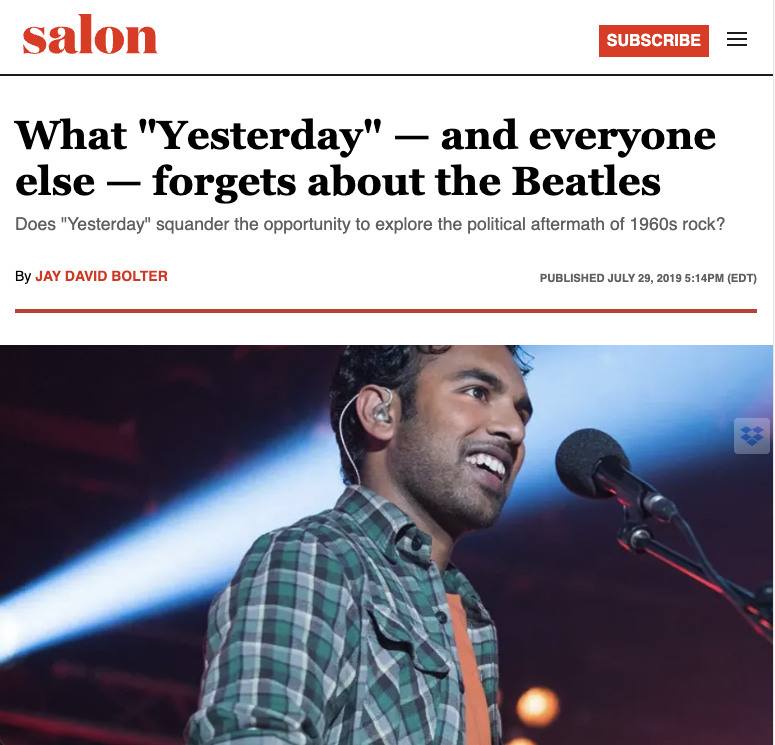 salon
SUBSCRIBE
What "Yesterday" — and everyone
else — forgets about the Beatles
Does "Yesterday" squander the opportunity to explore the political aftermath of 1960s rock?
By JAY DAVID BOLTER
PUBLISHED JULY 29, 2019 5:14PM (EDT)